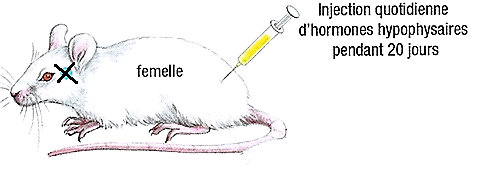 Injection quotidienne
d'hormones hypophysaires
pendant 20 jours
femelle